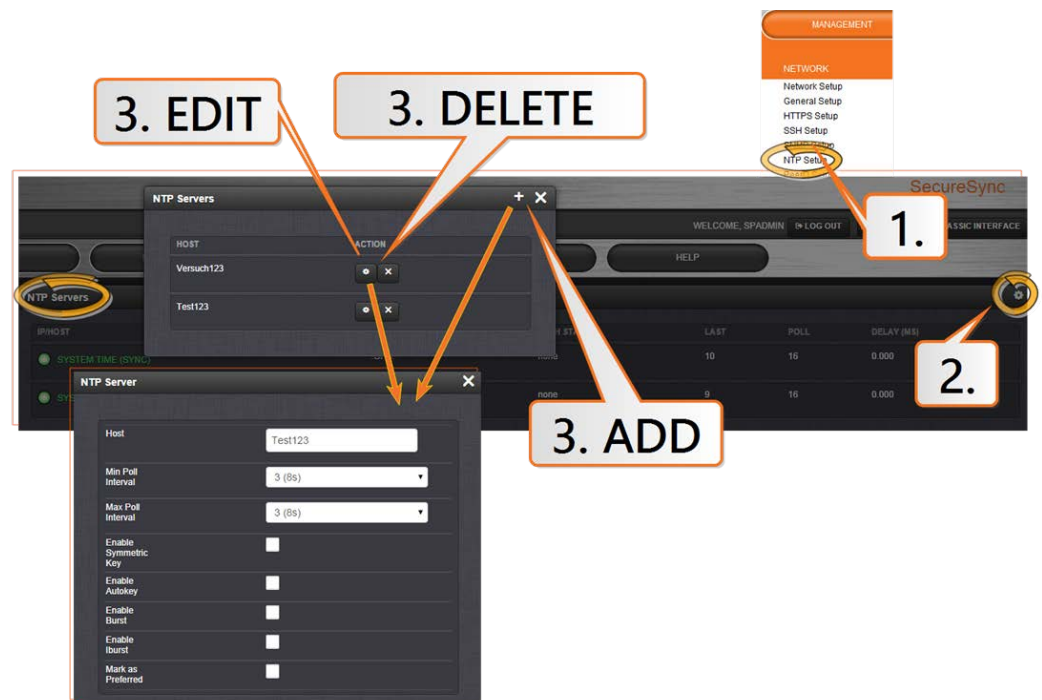 MANAGEMENT
NETWORK
Network Setup
General Setup
HTTPS Setup
SSH Setup
NTP Setup
3. EDIT
3. DELETE
SecureSync
NTP Servers
+ ×
WELCOME, SPADMIN
LOG OUT
ASSIC INTERFACE
1.
HOST
ACTION
HELP
Versuch123
Test123
NTP Servers
IP/HOST
LAST
POLL
DELAY (MS)
SYSTEM TIME (SYNC)
none
10
16
0.000
2.
NTP Server
×
SYS
none
9
16
0.000
3. ADD
Host
Test123
Min Poll
Interval
3 (8s)
Max Poll
Interval
3 (8s)
Enable
Symmetric
Key
Enable
Autokey
Enable
Burst
Enable
Iburst
Mark as
Preferred